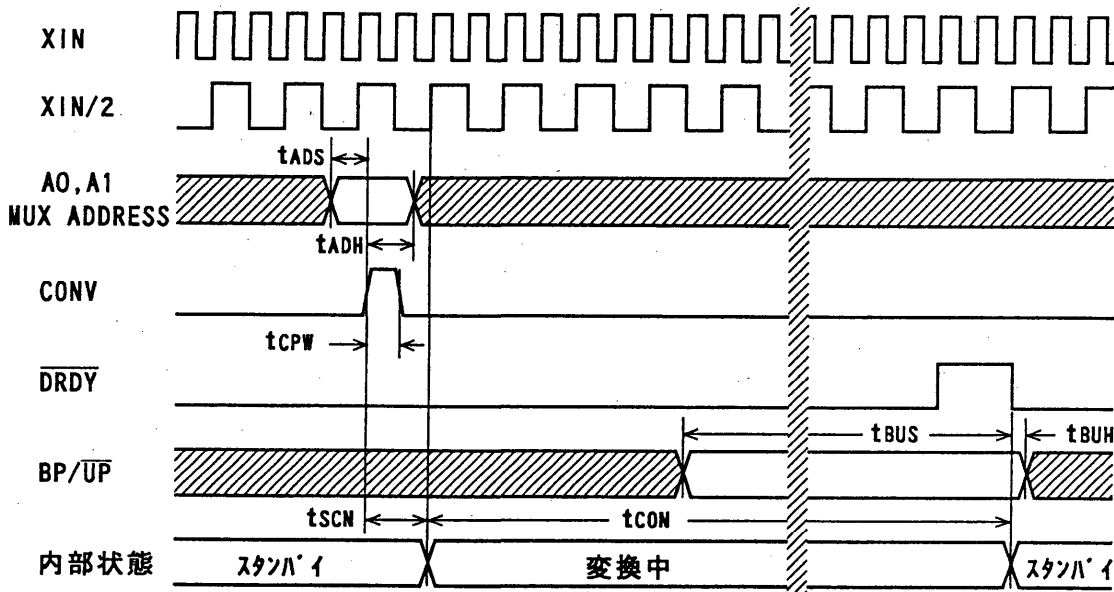 XIN
XIN/2
tADS
A0,A1
MUX ADDRESS
tADH
CONV
tCPW
DRDY
tBUS
tBUH
BP/UP
tSCN
tCON
内部状態
スタンバイ
変換中
スタンバイ